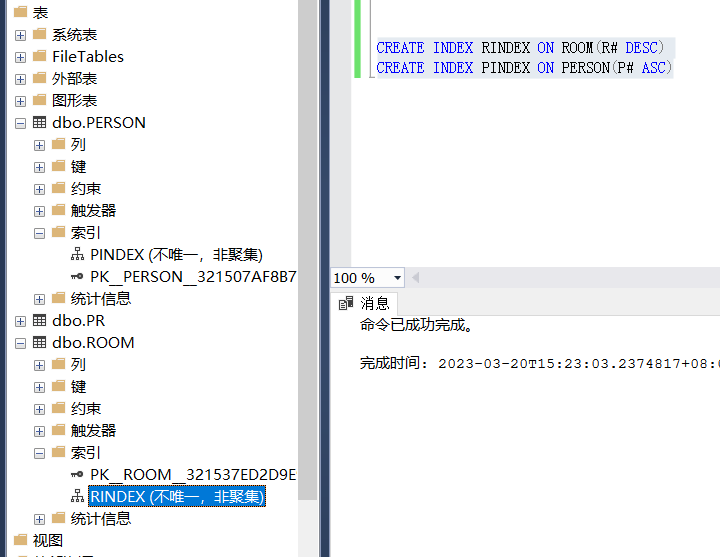 表
系统表
FileTables
外部表
图形表
dbo.PERSON
列
键
约束
触发器
索引
PINDEX (不唯一，非聚集)
PK__PERSON__321507AF8B7
统计信息
dbo.PR
dbo.ROOM
列
键
约束
触发器
索引
PK__ROOM__321537ED2D9E
RINDEX (不唯一，非聚集)
统计信息
视图
CREATE INDEX RINDEX ON ROOM(R# DESC)
CREATE INDEX PINDEX ON PERSON(P# ASC)
100 %
消息
命令已成功完成。
完成时间: 2023-03-20T15:23:03.2374817+08: